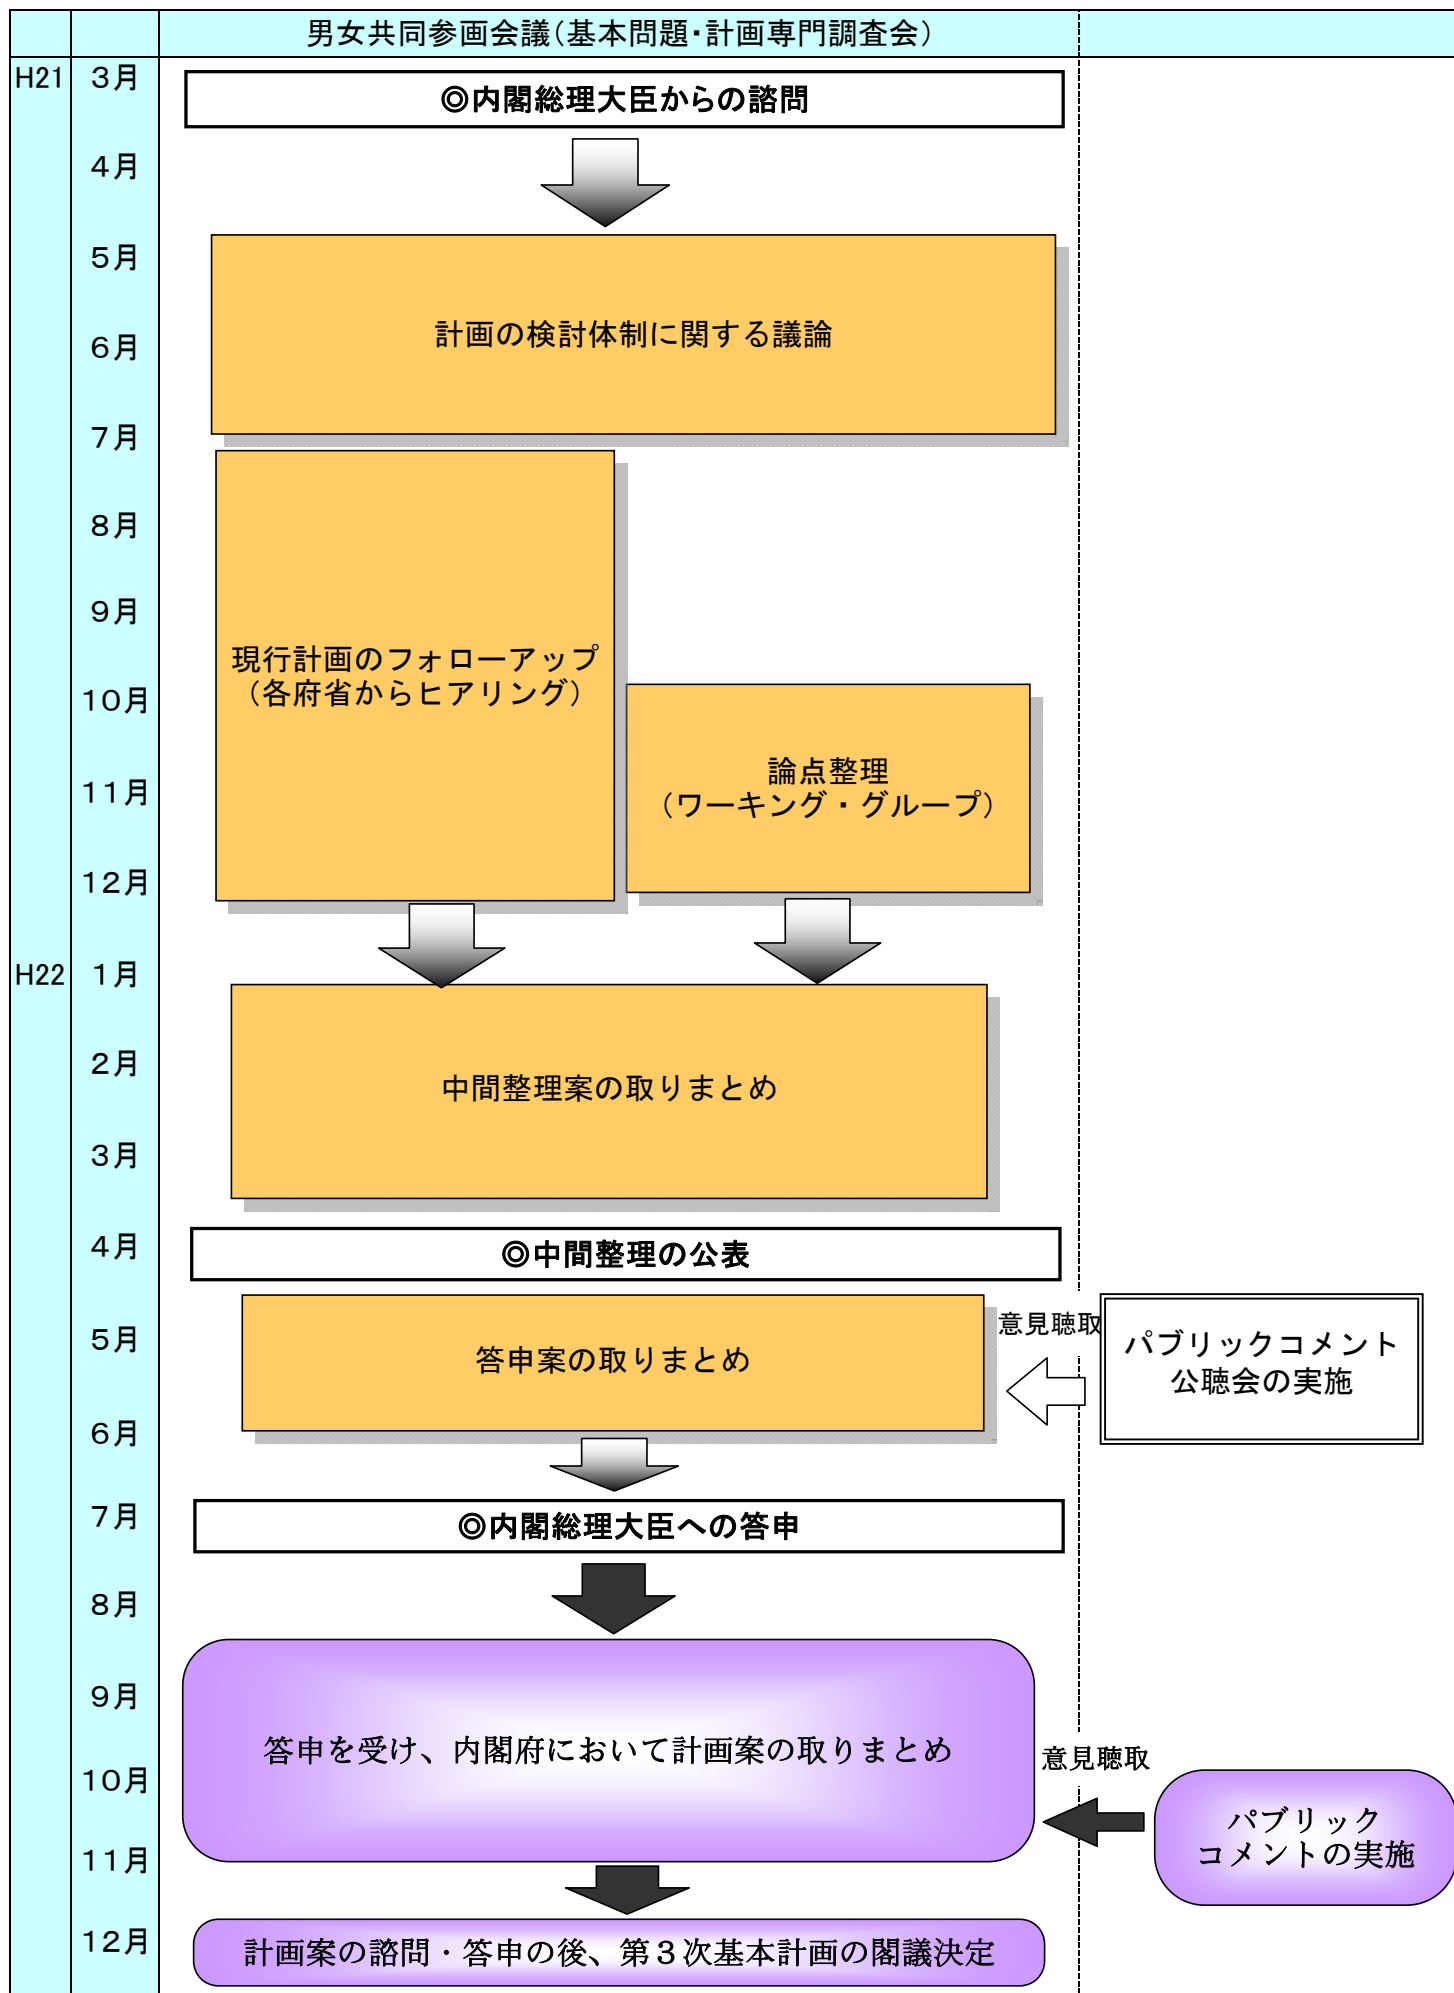 男女共同参画会議（基本問題・計画専門調査会）
H21
3月
◎内閣総理大臣からの諮問
4月
5月
計画の検討体制に関する議論
6月
7月
8月
9月
現行計画のフォローアップ
（各府省からヒアリング）
10月
論点整理
（ワーキング・グループ）
11月
12月
H22
1月
2月
中間整理案の取りまとめ
3月
4月
◎中間整理の公表
意見聴取
5月
答申案の取りまとめ
パブリックコメント
公聴会の実施
6月
7月
◎内閣総理大臣への答申
8月
9月
答申を受け、内閣府において計画案の取りまとめ
意見聴取
10月
パブリック
コメントの実施
11月
12月
計画案の諮問・答申の後、第３次基本計画の閣議決定